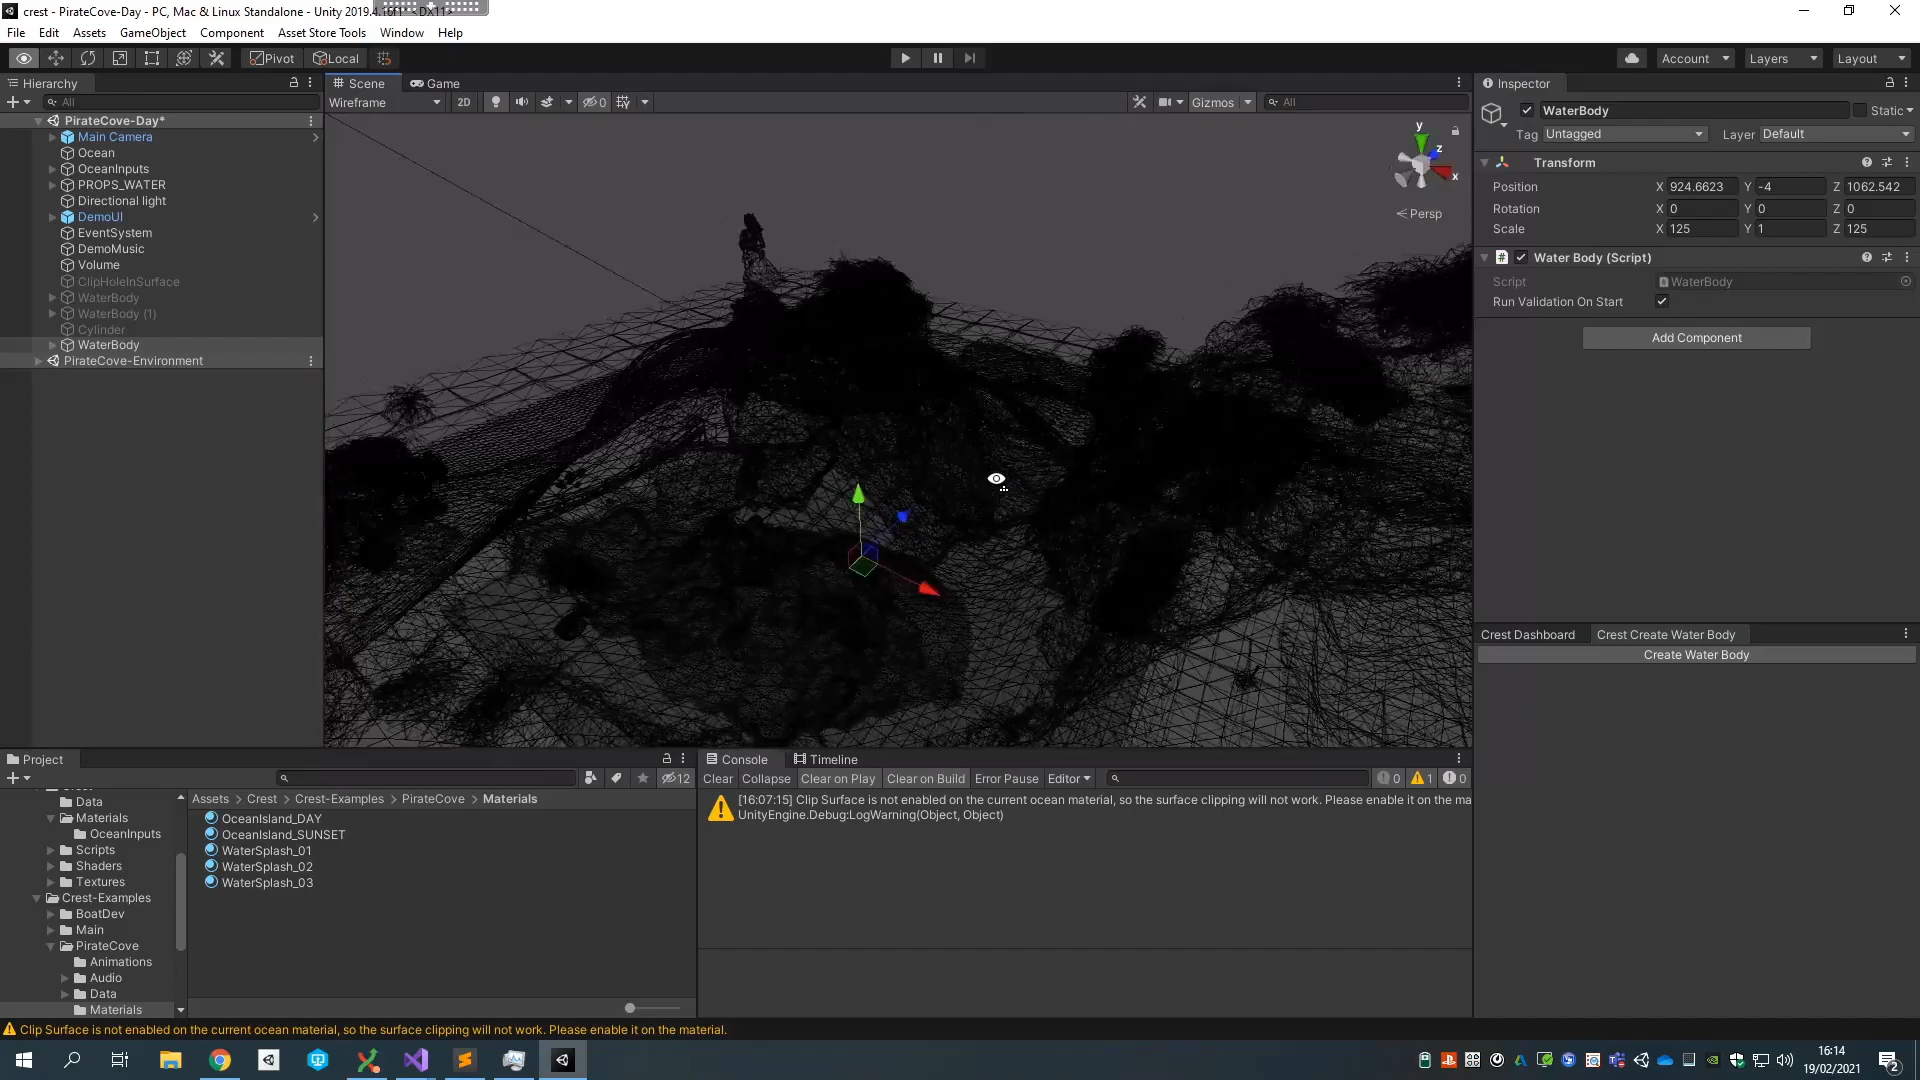 crest - PirateCove-Day - PC, Mac & Linux Standalone - Unity 2019.4.16f1* <DX11>
File Edit Assets GameObject Component Asset Store Tools Window Help
Pivot Local Account Layers Layout
Hierarchy
All
PirateCove-Day*
Main Camera
Ocean
OceanInputs
PROPS_WATER
Directional light
DemoUI
EventSystem
DemoMusic
Volume
ClipHoleInSurface
WaterBody
WaterBody (1)
Cylinder
WaterBody
PirateCove-Environment
Scene Game
Wireframe 2D 0 Gizmos All
y
z
x
Persp
Inspector
WaterBody Static
Tag Untagged Layer Default
Transform
Position X 924.6623 Y -4 Z 1062.542
Rotation X 0 Y 0 Z 0
Scale X 125 Y 1 Z 125
Water Body (Script)
Script WaterBody
Run Validation On Start
Add Component
Crest Dashboard Crest Create Water Body
Create Water Body
Project
12
Data
Materials
OceanInputs
Scripts
Shaders
Textures
Crest-Examples
BoatDev
Main
PirateCove
Animations
Audio
Data
Materials
Assets > Crest > Crest-Examples > PirateCove > Materials
OceanIsland_DAY
OceanIsland_SUNSET
WaterSplash_01
WaterSplash_02
WaterSplash_03
Console Timeline
Clear Collapse Clear on Play Clear on Build Error Pause Editor 0 1 0
[16:07:15] Clip Surface is not enabled on the current ocean material, so the surface clipping will not work. Please enable it on the ma
UnityEngine.Debug:LogWarning(Object, Object)
Clip Surface is not enabled on the current ocean material, so the surface clipping will not work. Please enable it on the material.
16:14
19/02/2021
2